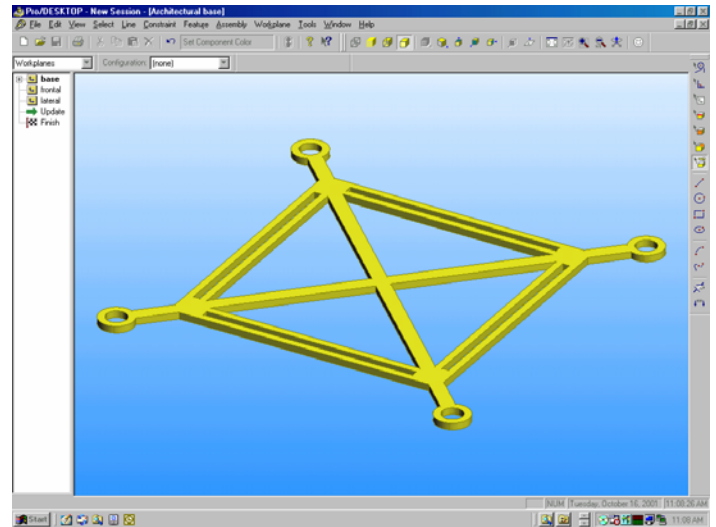 Pro/DESKTOP - New Session - [Architectural base]
File Edit View Select Line Constraint Feature Assembly Workplane Tools Window Help
Set Component Color
Workplanes Configuration: (none)
base
frontal
lateral
Update
Finish
NUM Tuesday, October 16, 2001 11:08:26 AM
Start 11:08 AM